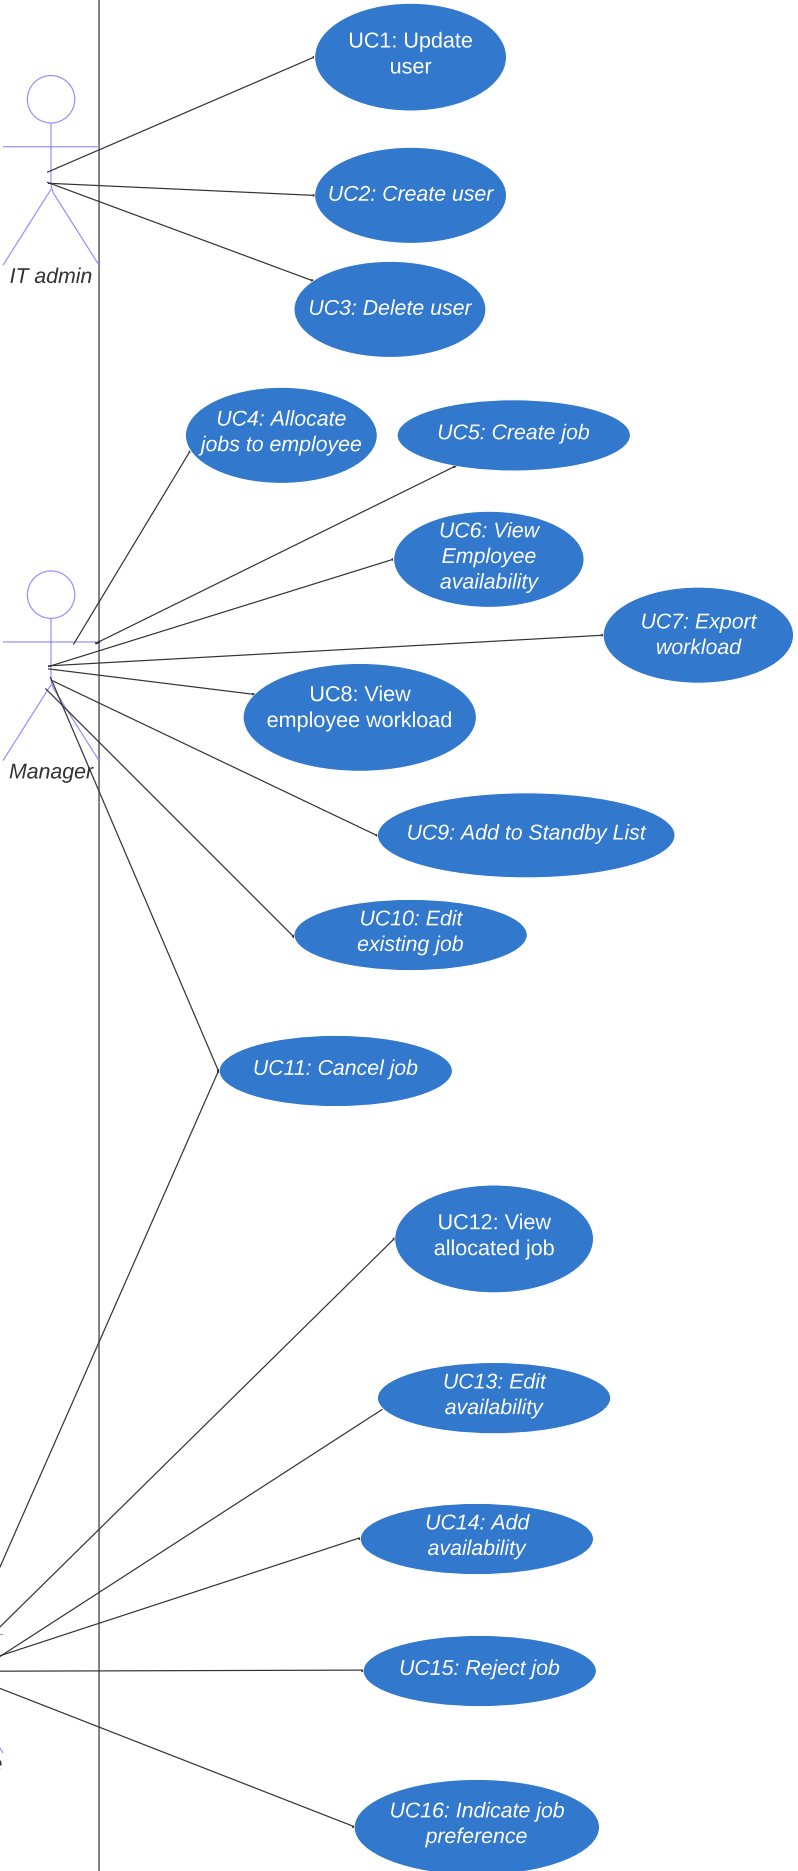 UC1: Update
user
UC2: Create user
IT admin
UC3: Delete user
UC4: Allocate
jobs to employee
UC5: Create job
UC6: View
Employee
availability
UC7: Export
workload
UC8: View
employee workload
Manager
UC9: Add to Standby List
UC10: Edit
existing job
UC11: Cancel job
UC12: View
allocated job
UC13: Edit
availability
UC14: Add
availability
UC15: Reject job
UC16: Indicate job
preference